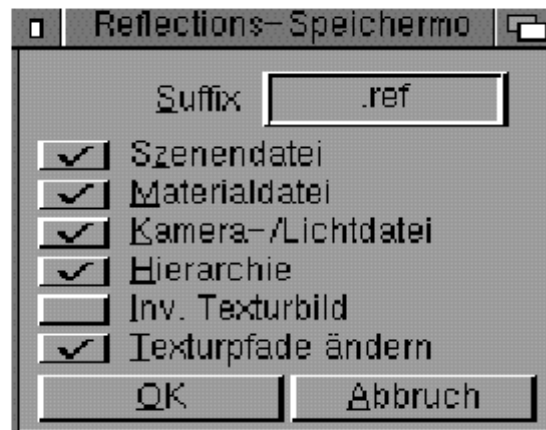 Reflections-Speichermo
Suffix .ref
Szenendatei
Materialdatei
Kamera-/Lichtdatei
Hierarchie
Inv. Texturbild
Texturpfade ändern
OK Abbruch